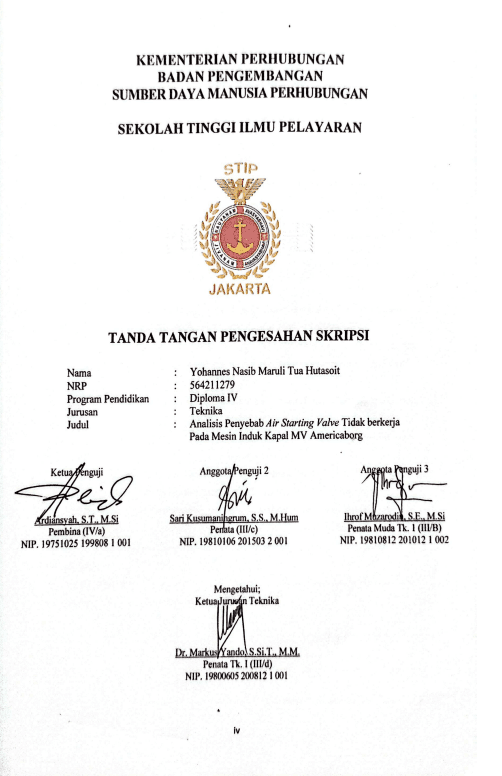 KEMENTERIAN PERHUBUNGAN
BADAN PENGEMBANGAN
SUMBER DAYA MANUSIA PERHUBUNGAN
SEKOLAH TINGGI ILMU PELAYARAN
STIP
JAKARTA
TANDA TANGAN PENGESAHAN SKRIPSI
Nama : Yohannes Nasib Maruli Tua Hutasoit
NRP : 564211279
Program Pendidikan : Diploma IV
Jurusan : Teknika
Judul : Analisis Penyebab Air Starting Valve Tidak berkerja
Pada Mesin Induk Kapal MV Americaborg
Ketua Penguji
Ardiansyah, S.T., M.Si
Pembina (IV/a)
NIP. 19751025 199808 1 001
Anggota Penguji 2
Sari Kusumaningrum, S.S., M.Hum
Penata (III/c)
NIP. 19810106 201503 2 001
Anggota Penguji 3
Ihrof Muzarodin, S.E., M.Si
Penata Muda Tk. I (III/B)
NIP. 19810812 201012 1 002
Mengetahui;
Ketua Jurusan Teknika
Dr. Markus Yando, S.Si.T., M.M.
Penata Tk. I (III/d)
NIP. 19800605 200812 1 001
iv